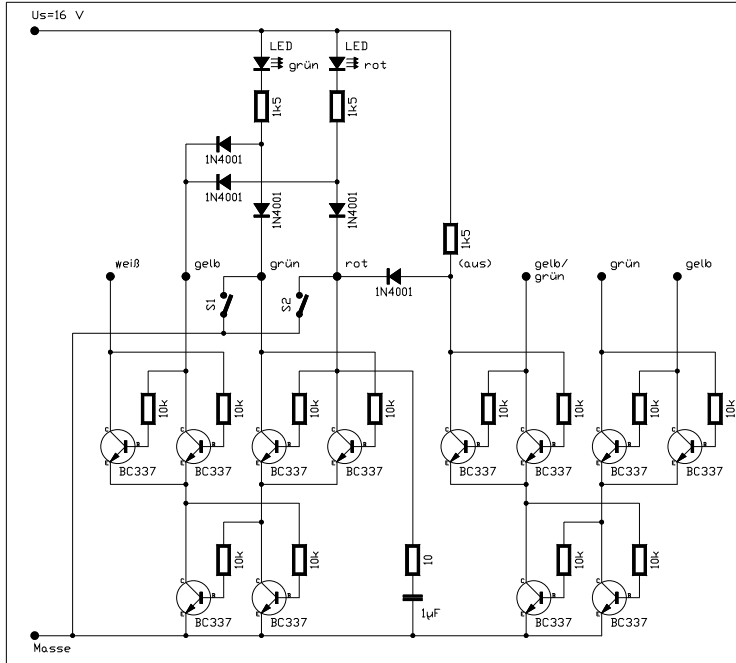 Us=16 V
LED
grün
LED
rot
1k5
1k5
1N4001
1N4001
1N4001
1N4001
1k5
weiß
gelb
grün
rot
(aus)
gelb/
grün
grün
gelb
1N4001
S1
S2
10k
10k
10k
10k
10k
10k
10k
10k
C
B
E
C
B
E
C
B
E
C
B
E
C
B
E
C
B
E
C
B
E
C
B
E
BC337
BC337
BC337
BC337
BC337
BC337
BC337
BC337
10k
10k
10
10k
10k
C
B
E
C
B
E
C
B
E
C
B
E
1µF
BC337
BC337
BC337
BC337
Masse